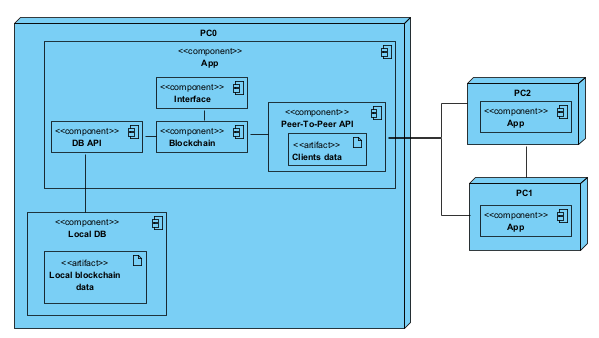 PC0
<<component>>
App
<<component>>
Interface
<<component>>
DB API
<<component>>
Blockchain
<<component>>
Peer-To-Peer API
<<artifact>>
Clients data
<<component>>
Local DB
<<artifact>>
Local blockchain
data
PC2
<<component>>
App
PC1
<<component>>
App